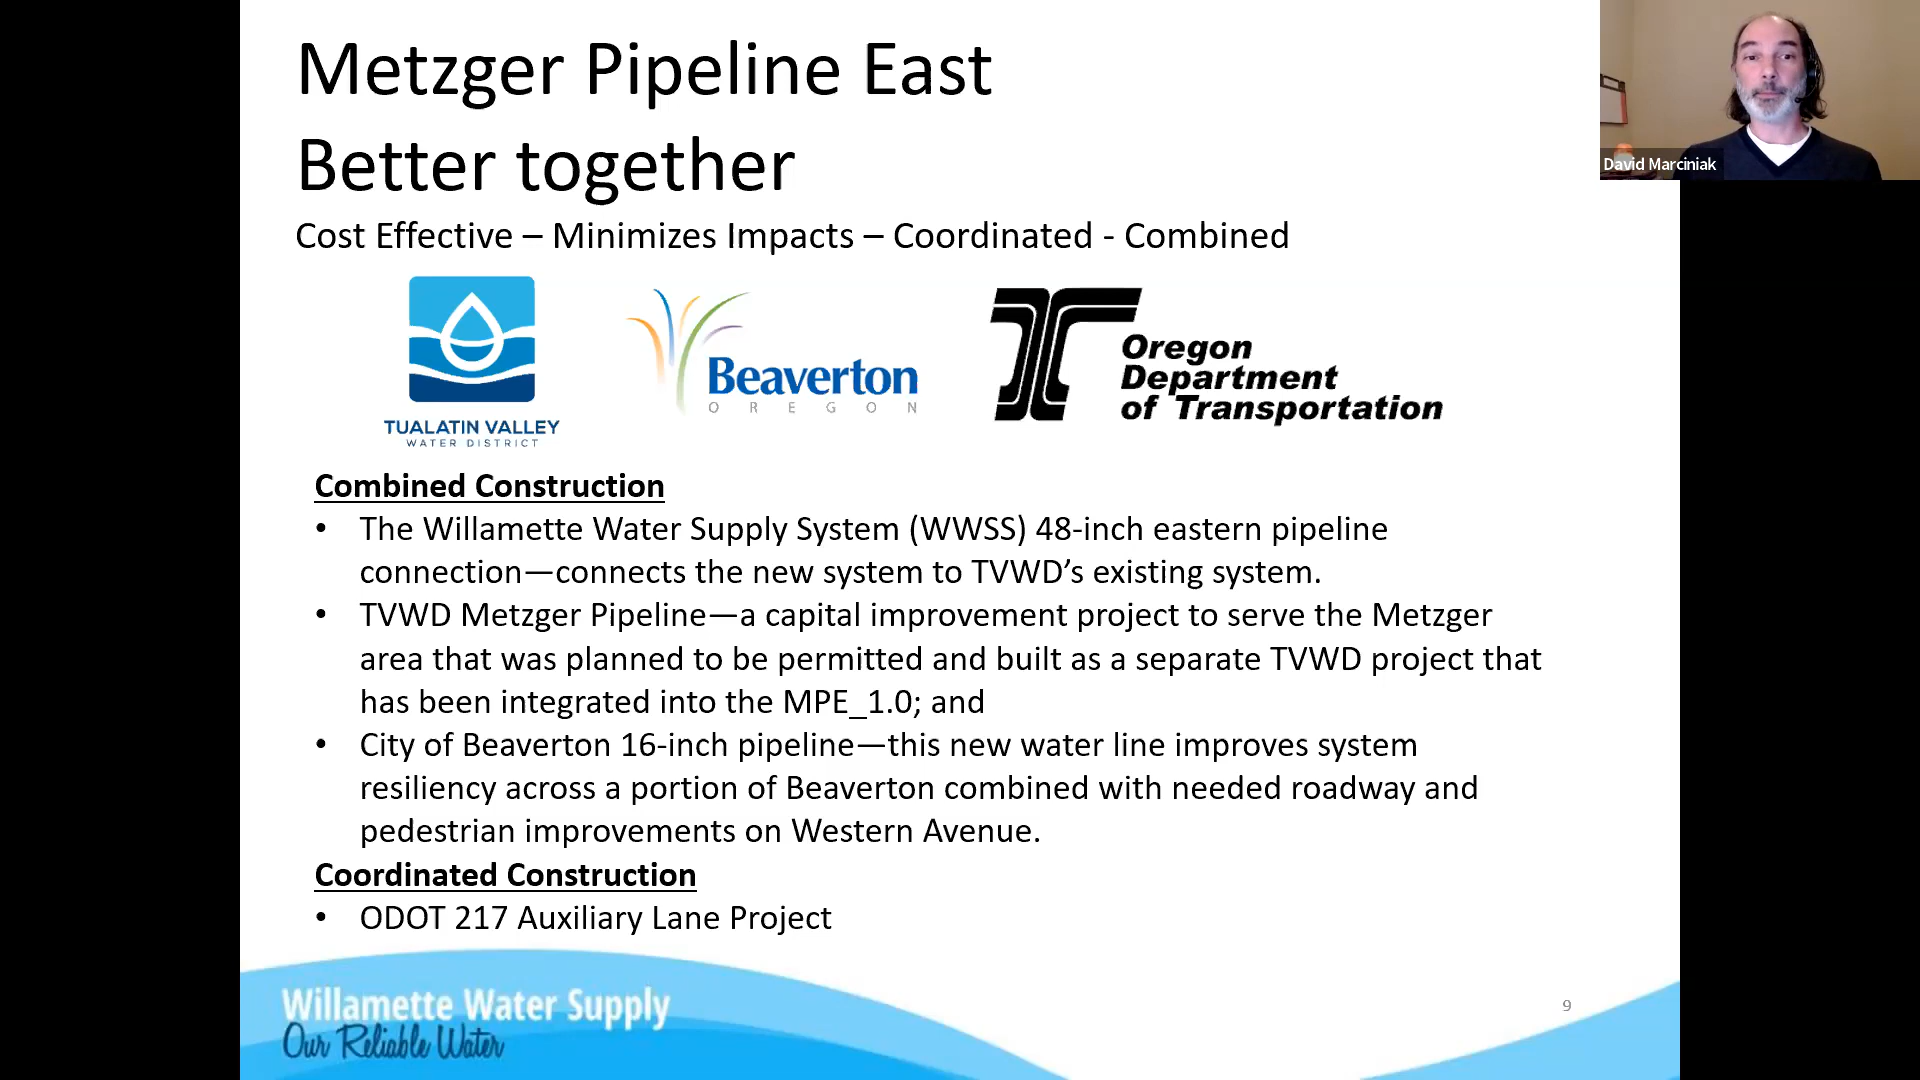 Metzger Pipeline East
Better together
Cost Effective – Minimizes Impacts – Coordinated - Combined
TUALATIN VALLEY
WATER DISTRICT
Beaverton
OREGON
Oregon
Department
of Transportation
Combined Construction
• The Willamette Water Supply System (WWSS) 48-inch eastern pipeline
connection—connects the new system to TVWD’s existing system.
• TVWD Metzger Pipeline—a capital improvement project to serve the Metzger
area that was planned to be permitted and built as a separate TVWD project that
has been integrated into the MPE_1.0; and
• City of Beaverton 16-inch pipeline—this new water line improves system
resiliency across a portion of Beaverton combined with needed roadway and
pedestrian improvements on Western Avenue.
Coordinated Construction
• ODOT 217 Auxiliary Lane Project
Willamette Water Supply
Our Reliable Water
9
David Marciniak